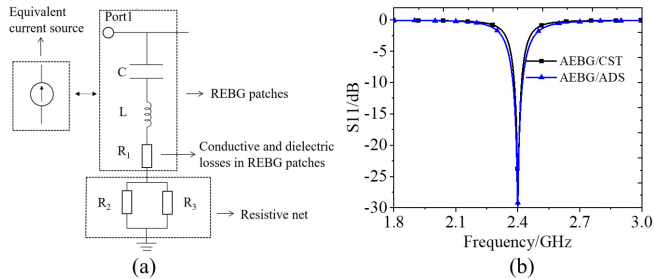 Equivalent
current source
Port1
C
L
R1
REBG patches
Conductive and dielectric
losses in REBG patches
R2
R3
Resistive net
(a)
0
-5
-10
-15
-20
-25
-30
S11/dB
AEBG/CST
AEBG/ADS
1.8 2.1 2.4 2.7 3.0
Frequency/GHz
(b)